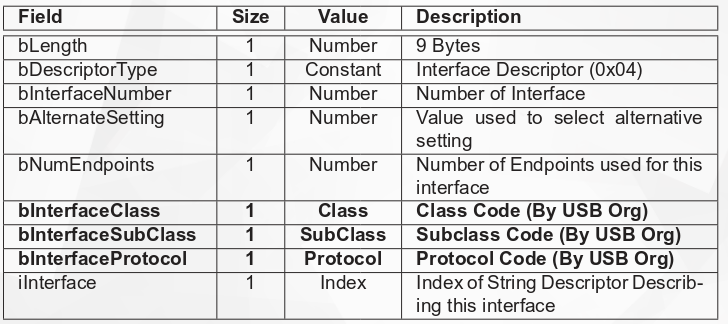 Field Size Value Description
bLength 1 Number 9 Bytes
bDescriptorType 1 Constant Interface Descriptor (0x04)
bInterfaceNumber 1 Number Number of Interface
bAlternateSetting 1 Number Value used to select alternative
setting
bNumEndpoints 1 Number Number of Endpoints used for this
interface
bInterfaceClass 1 Class Class Code (By USB Org)
bInterfaceSubClass 1 SubClass Subclass Code (By USB Org)
bInterfaceProtocol 1 Protocol Protocol Code (By USB Org)
iInterface 1 Index Index of String Descriptor Describ-
ing this interface